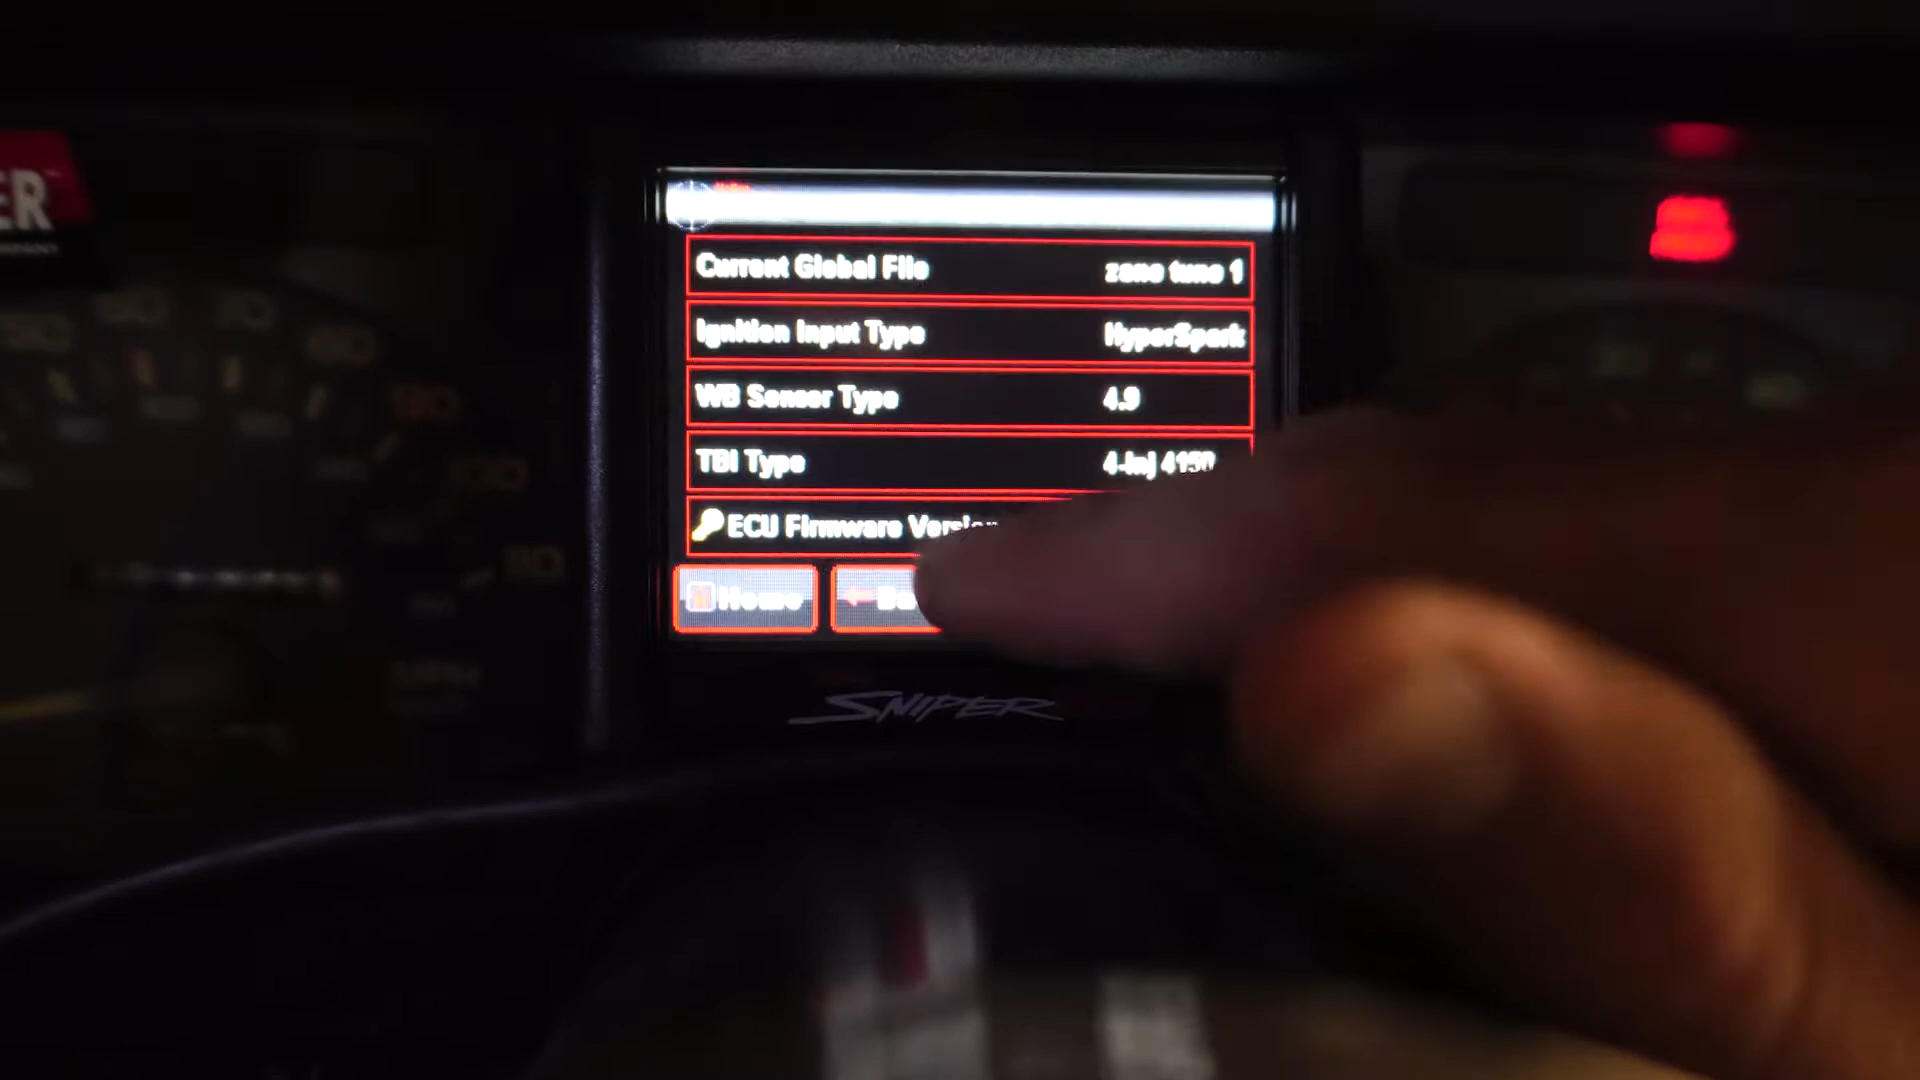 Current Global File zane tune 1
Ignition Input Type HyperSpark
WB Sensor Type 4.9
TBI Type 4-inj 4150
ECU Firmware Version
Home
SNIPER